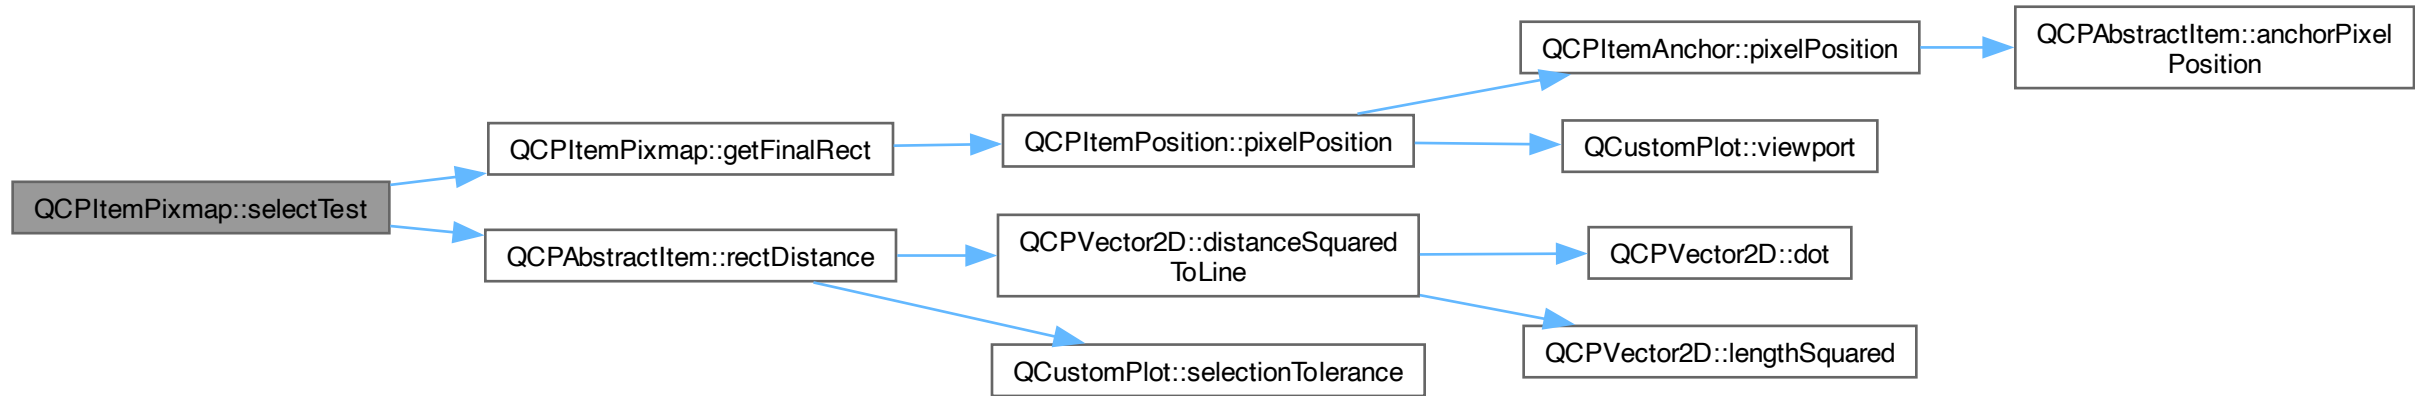 QCPItemPixmap::selectTest
QCPItemPixmap::getFinalRect
QCPItemPosition::pixelPosition
QCPItemAnchor::pixelPosition
QCPAbstractItem::anchorPixel
Position
QCustomPlot::viewport
QCPAbstractItem::rectDistance
QCPVector2D::distanceSquared
ToLine
QCPVector2D::dot
QCPVector2D::lengthSquared
QCustomPlot::selectionTolerance